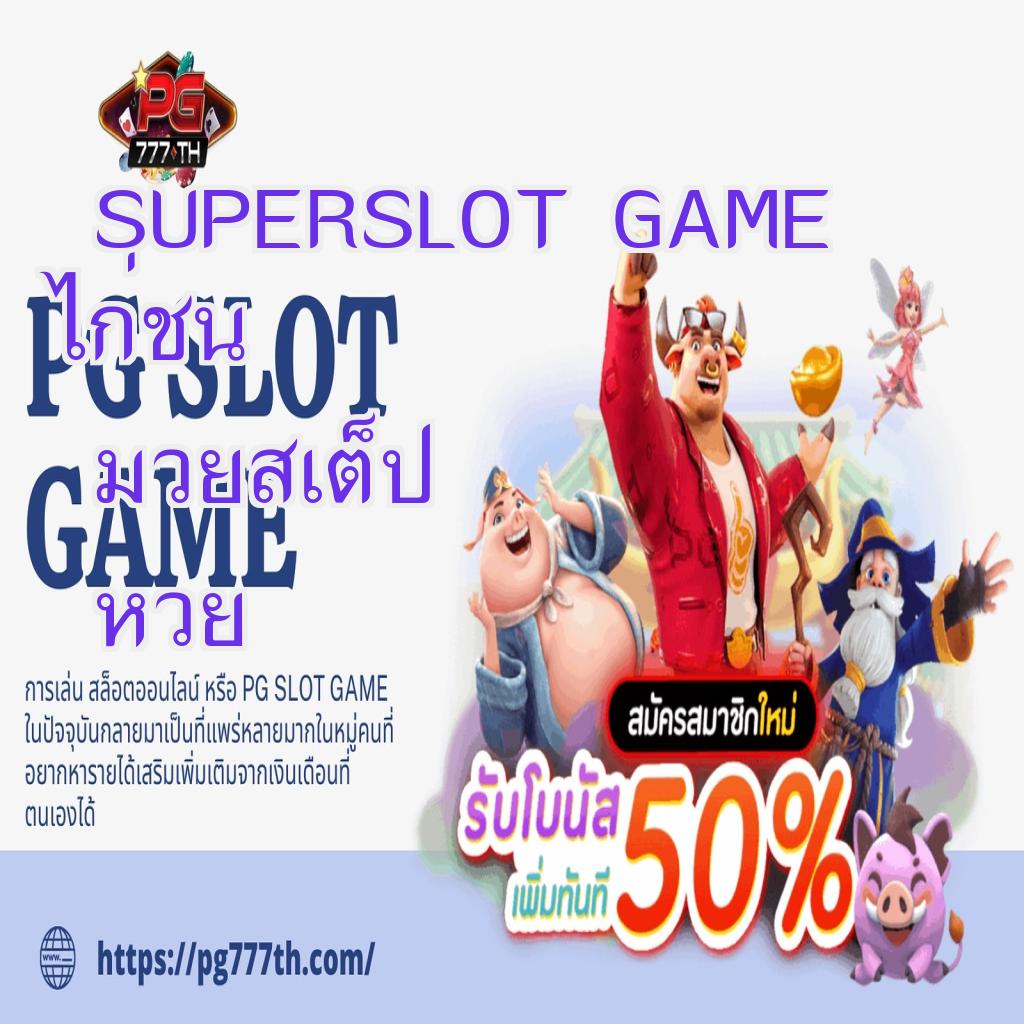 PG
777♦TH
SUPERSLOT GAME
ไก่ชน
PG SLOT
มวยสเต็ป
GAME
หวย
การเล่น สล็อตออนไลน์ หรือ PG SLOT GAME
ในปัจจุบันกลายมาเป็นที่แพร่หลายมากในหมู่คนที่
อยากหารายได้เสริมเพิ่มเติมจากเงินเดือนที่
ตนเองได้
สมัครสมาชิกใหม่
รับโบนัส
เพิ่มทันที
50%
www.
https://pg777th.com/